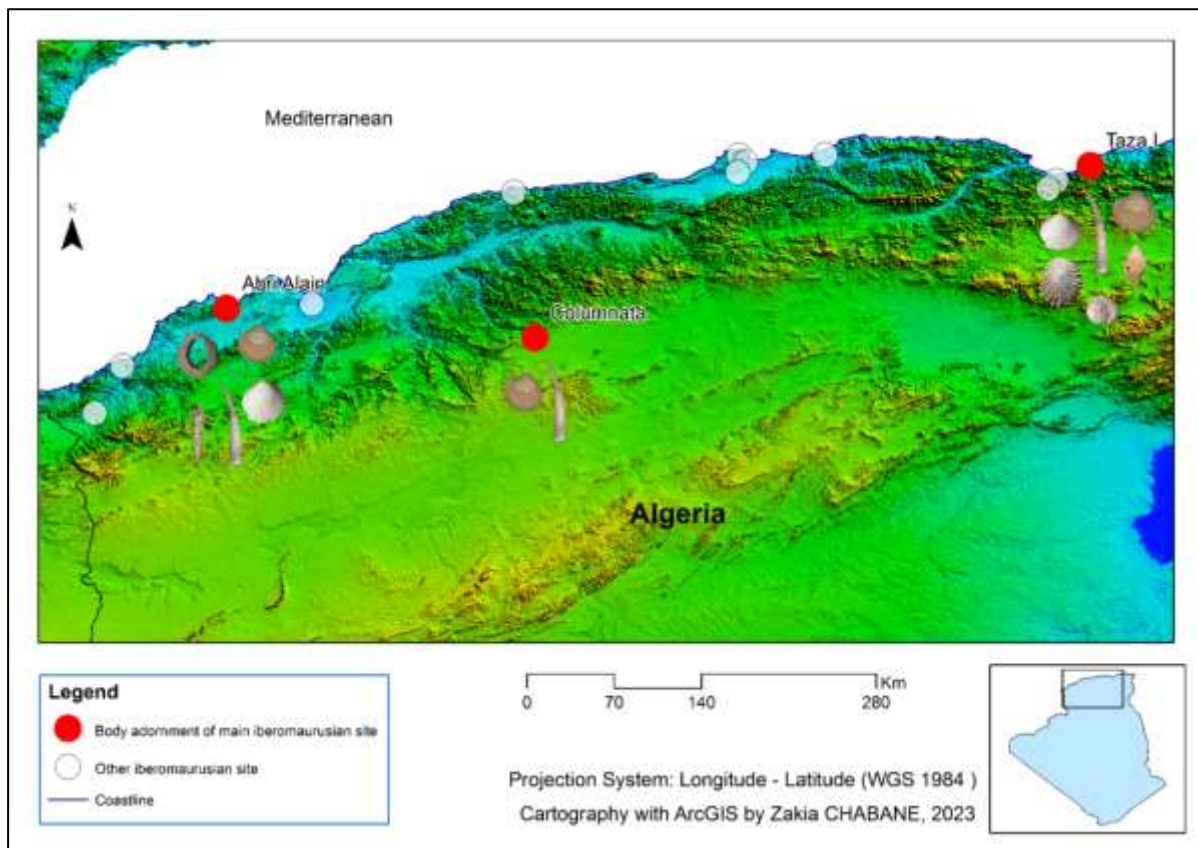 Mediterranean
Taza I
N
Abri Alain
Columnata
Algeria
Legend
Body adornment of main iberomaurusian site
Other iberomaurusian site
Coastline
Km
0 70 140 280
Projection System: Longitude - Latitude (WGS 1984 )
Cartography with ArcGIS by Zakia CHABANE, 2023